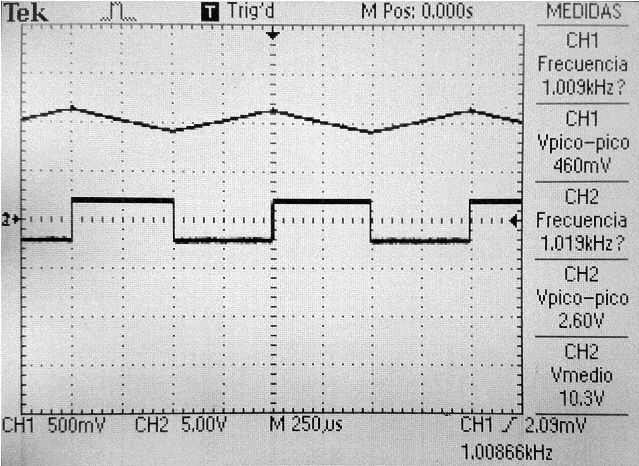 Tek T Trig'd M Pos: 0.000s MEDIDAS
CH1
Frecuencia
1.009kHz?
CH1
Vpico-pico
460mV
2
CH2
Frecuencia
1.019kHz?
CH2
Vpico-pico
2.60V
CH2
Vmedio
10.3V
CH1 500mV CH2 5.00V M 250µs CH1 2.09mV
1.00866kHz